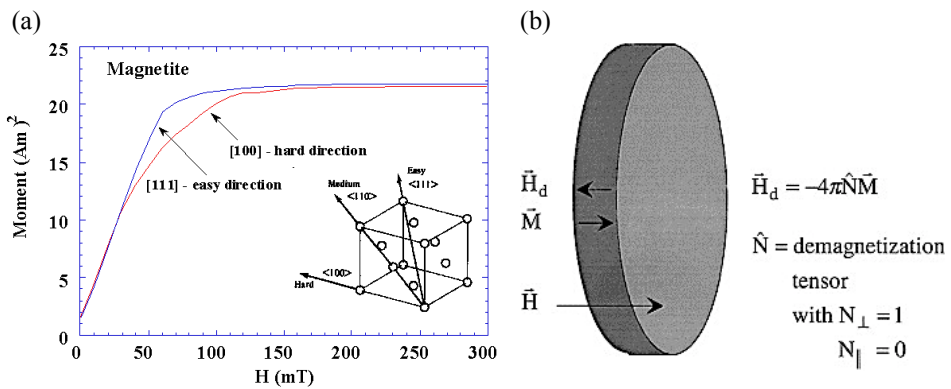 (a)
25
20
15
10
5
0
Moment (Am)²
Magnetite
[100] - hard direction
[111] - easy direction
Easy
<111>
Medium
<110>
<100>
Hard
0 50 100 150 200 250 300
H (mT)
(b)
H⃗d
M⃗
H⃗
H⃗d = −4πN̂M⃗
N̂ = demagnetization
tensor
with N⊥ = 1
N∥ = 0